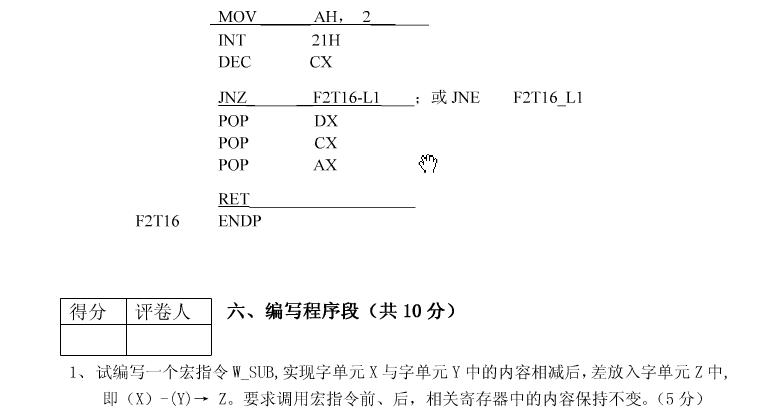 MOV AH， 2
INT 21H
DEC CX
JNZ F2T16-L1 ；或 JNE F2T16_L1
POP DX
POP CX
POP AX
RET
F2T16 ENDP
得分 评卷人 六、编写程序段（共 10 分）
1、试编写一个宏指令 W_SUB,实现字单元 X 与字单元 Y 中的内容相减后，差放入字单元 Z 中,
即（X）-(Y)→ Z。要求调用宏指令前、后，相关寄存器中的内容保持不变。（5 分）